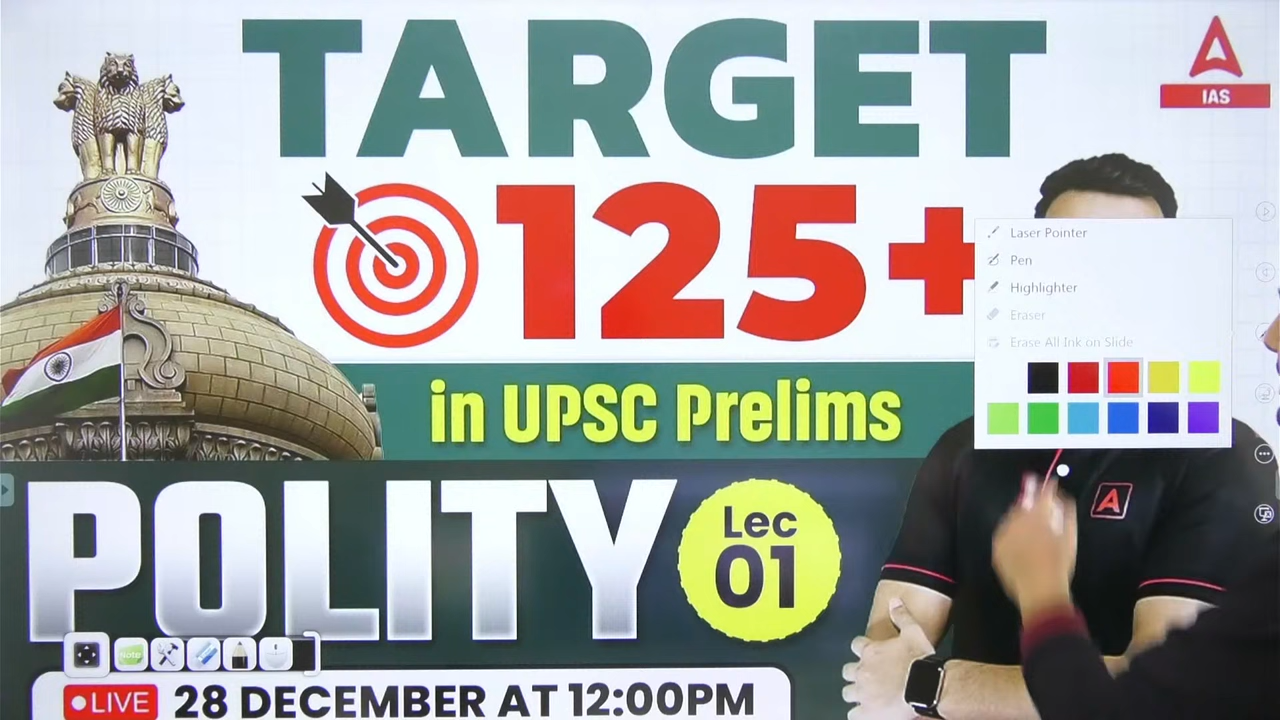 TARGET
IAS
125+
Laser Pointer
Pen
Highlighter
Eraser
Erase All Ink on Slide
in UPSC Prelims
POLITY
Lec
01
A
Note
LIVE
28 DECEMBER AT 12:00PM